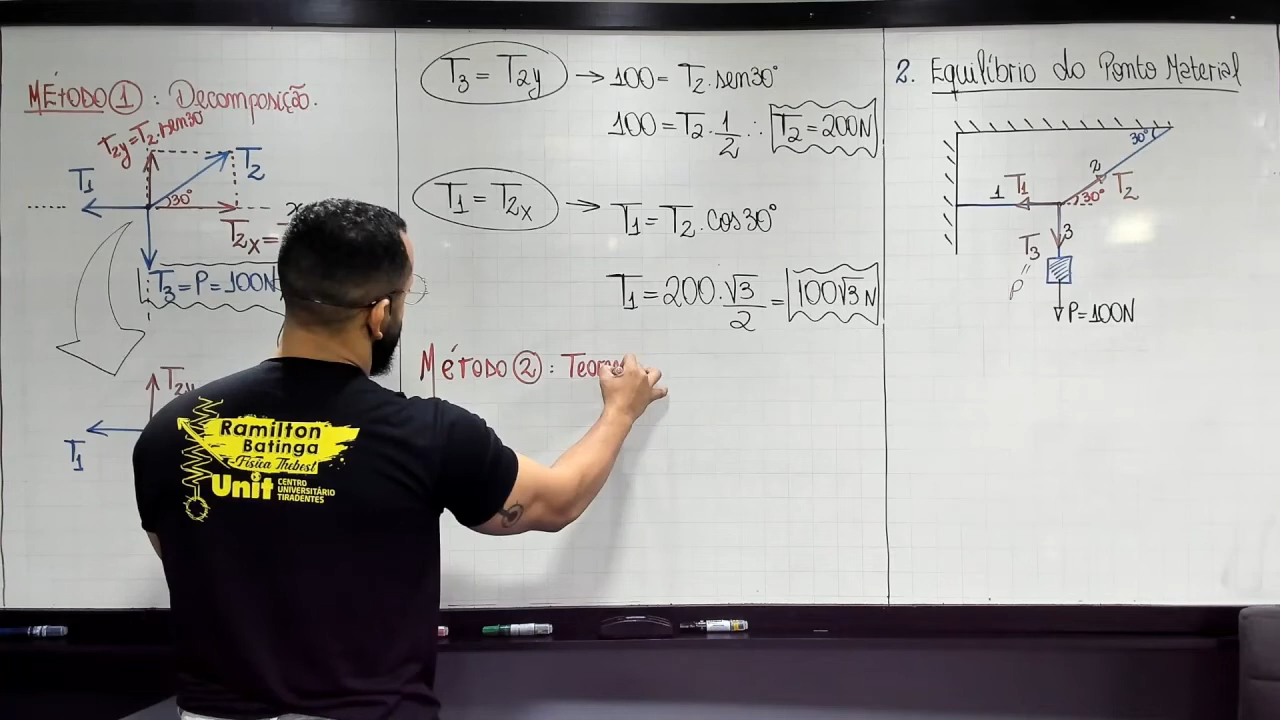 MÉTODO 1 : Decomposição.
T2y = T2 . sen30
T1
T2
30°
x
T2x =
T3 = P = 100N
T2y
T1
T3 = T2y → 100 = T2 . sen30°
100 = T2 . 1/2 ∴ T2 = 200N
T1 = T2x → T1 = T2 . cos30°
T1 = 200 . √3/2 = 100√3 N
MÉTODO 2 :
2. Equilíbrio do Ponto Material
30°
2
1
T1
T2
30°
T3
3
P
"
P = 100N
Ramilton
Batinga
Física Thebest
Unit
CENTRO
UNIVERSITÁRIO
TIRADENTES